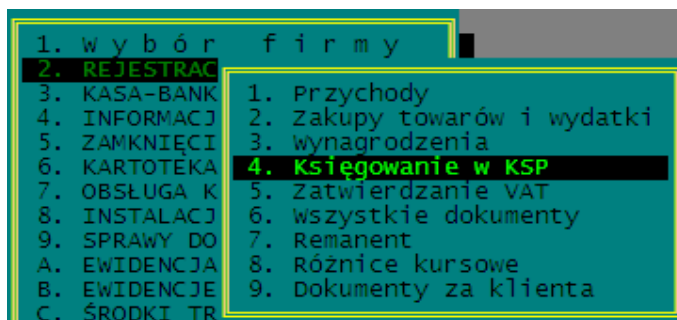 1. W y b ó r   f i r m y
2. REJESTRAC
3. KASA-BANK
4. INFORMACJ
5. ZAMKNIĘCI
6. KARTOTEKA
7. OBSŁUGA K
8. INSTALACJ
9. SPRAWY DO
A. EWIDENCJA
B. EWIDENCJE
C. ŚRODKI TR
1. Przychody
2. Zakupy towarów i wydatki
3. Wynagrodzenia
4. Księgowanie w KSP
5. Zatwierdzanie VAT
6. Wszystkie dokumenty
7. Remanent
8. Różnice kursowe
9. Dokumenty za klienta